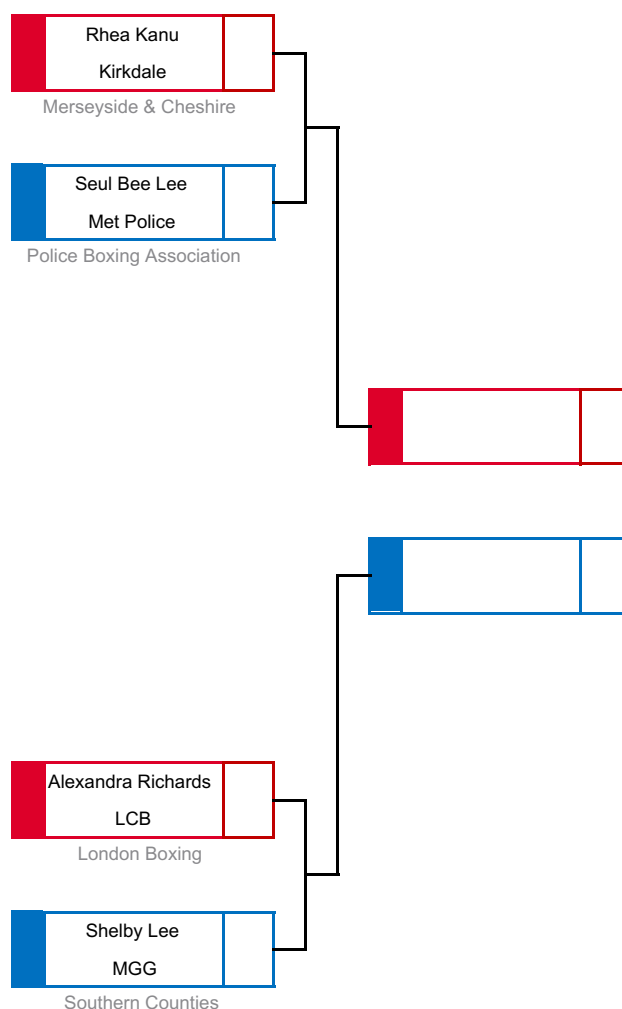 Rhea Kanu
Kirkdale
Merseyside & Cheshire
Seul Bee Lee
Met Police
Police Boxing Association
Alexandra Richards
LCB
London Boxing
Shelby Lee
MGG
Southern Counties